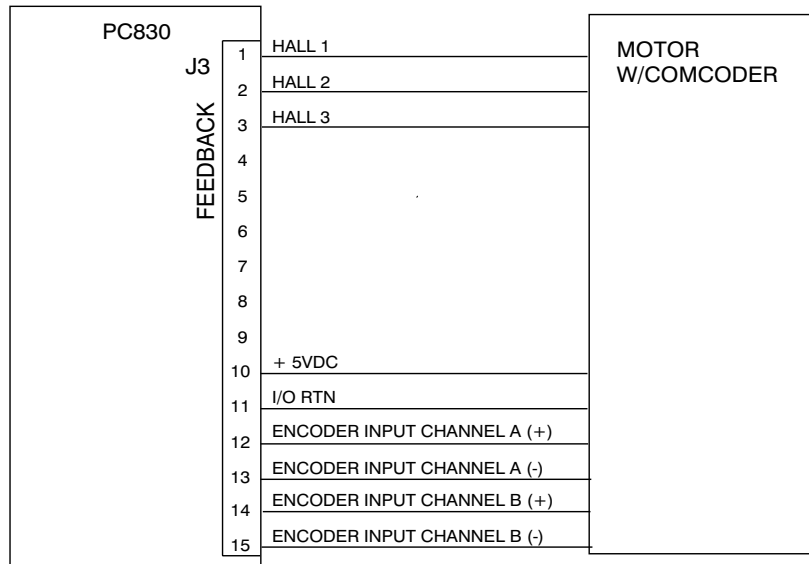 PC830
J3
FEEDBACK
1 HALL 1
2 HALL 2
3 HALL 3
4
5
6
7
8
9
10 + 5VDC
11 I/O RTN
12 ENCODER INPUT CHANNEL A (+)
13 ENCODER INPUT CHANNEL A (-)
14 ENCODER INPUT CHANNEL B (+)
15 ENCODER INPUT CHANNEL B (-)
MOTOR
W/COMCODER